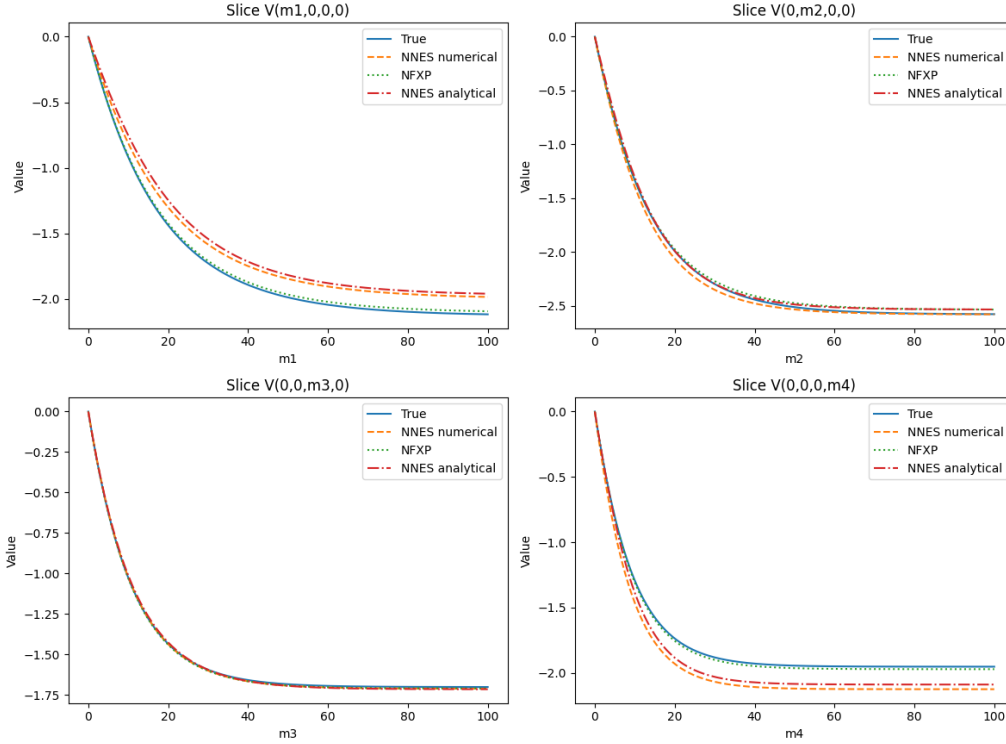 Slice V(m1,0,0,0)
0.0
−0.5
−1.0
−1.5
−2.0
Value
0
20
40
60
80
100
m1
True
NNES numerical
NFXP
NNES analytical
Slice V(0,m2,0,0)
0.0
−0.5
−1.0
−1.5
−2.0
−2.5
Value
0
20
40
60
80
100
m2
True
NNES numerical
NFXP
NNES analytical
Slice V(0,0,m3,0)
0.00
−0.25
−0.50
−0.75
−1.00
−1.25
−1.50
−1.75
Value
0
20
40
60
80
100
m3
True
NNES numerical
NFXP
NNES analytical
Slice V(0,0,0,m4)
0.0
−0.5
−1.0
−1.5
−2.0
Value
0
20
40
60
80
100
m4
True
NNES numerical
NFXP
NNES analytical